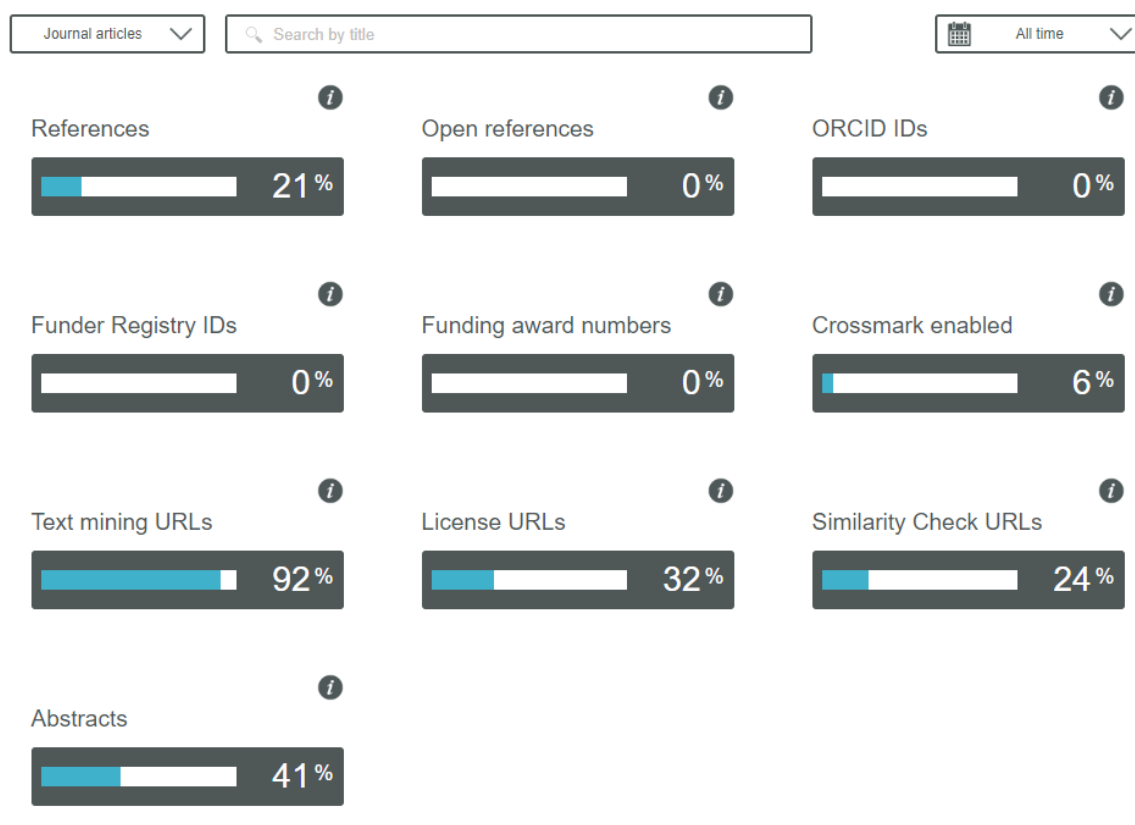 Journal articles
Search by title
All time
References
21%
Open references
0%
ORCID IDs
0%
Funder Registry IDs
0%
Funding award numbers
0%
Crossmark enabled
6%
Text mining URLs
92%
License URLs
32%
Similarity Check URLs
24%
Abstracts
41%